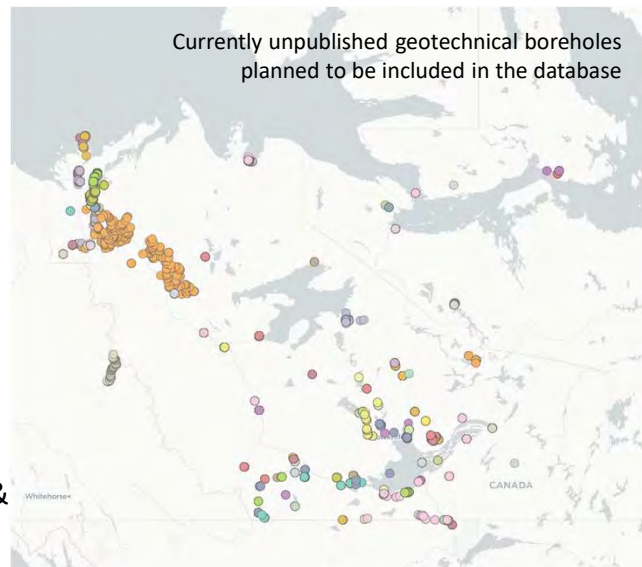 Currently unpublished geotechnical boreholes
planned to be included in the database
CANADA
&
Whitehorse